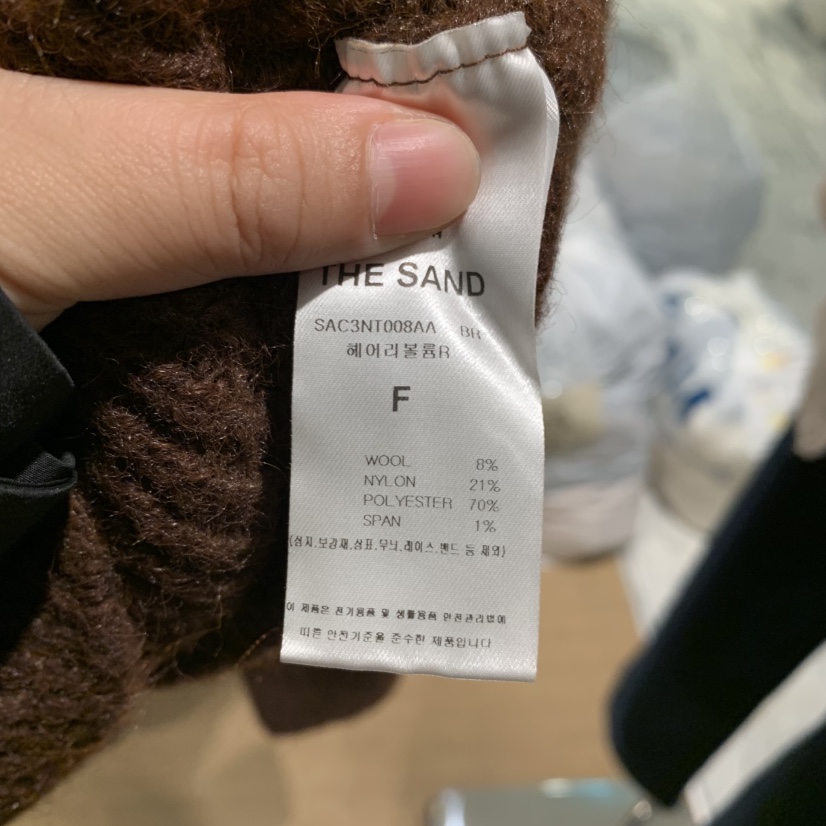 THE SAND
SAC3NT008AA BR
헤어리볼륨R
F
WOOL 8%
NYLON 21%
POLYESTER 70%
SPAN 1%
(심지.보강재.상표.무늬.레이스.밴드 등 제외)
이 제품은 전기용품 및 생활용품 안전관리법에
따른 안전기준을 준수한 제품입니다